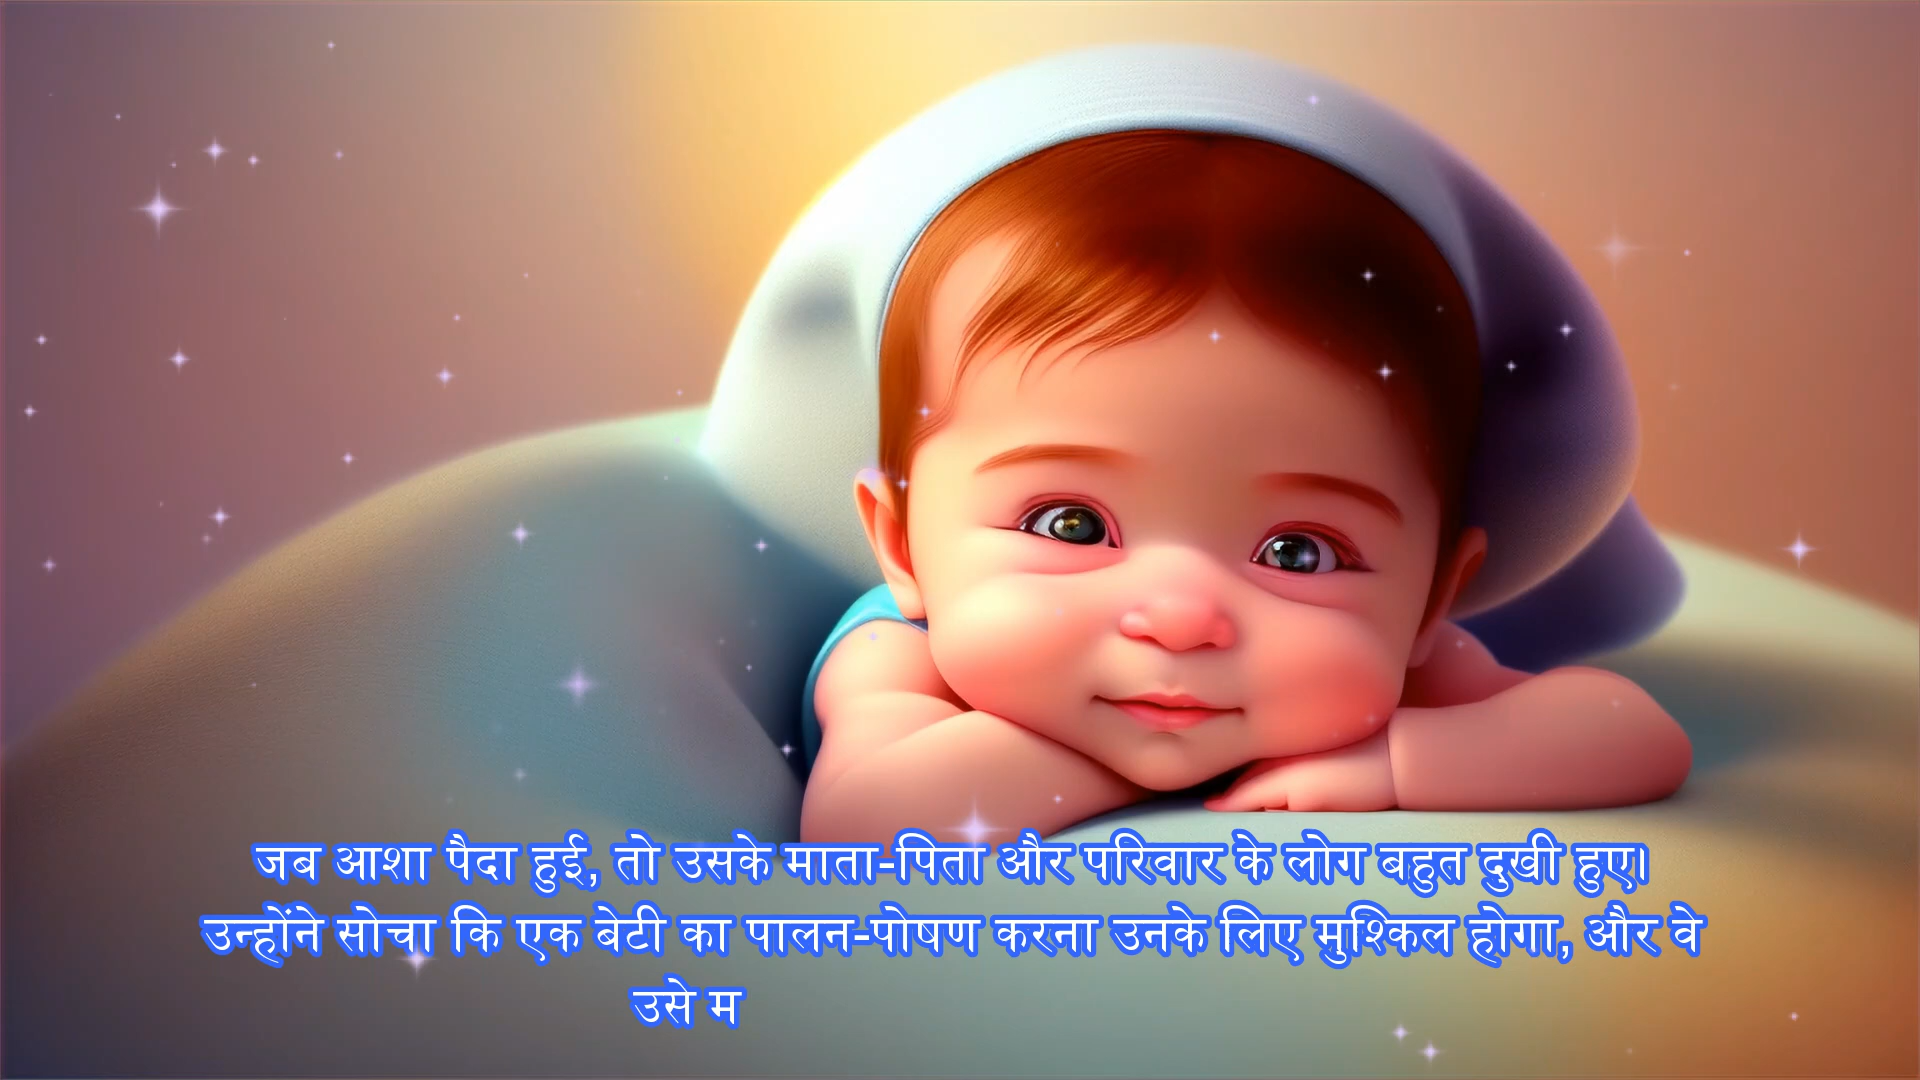 जब आशा पैदा हुई, तो उसके माता-पिता और परिवार के लोग बहुत दुखी हुए।
उन्होंने सोचा कि एक बेटी का पालन-पोषण करना उनके लिए मुश्किल होगा, और वे
उसे म